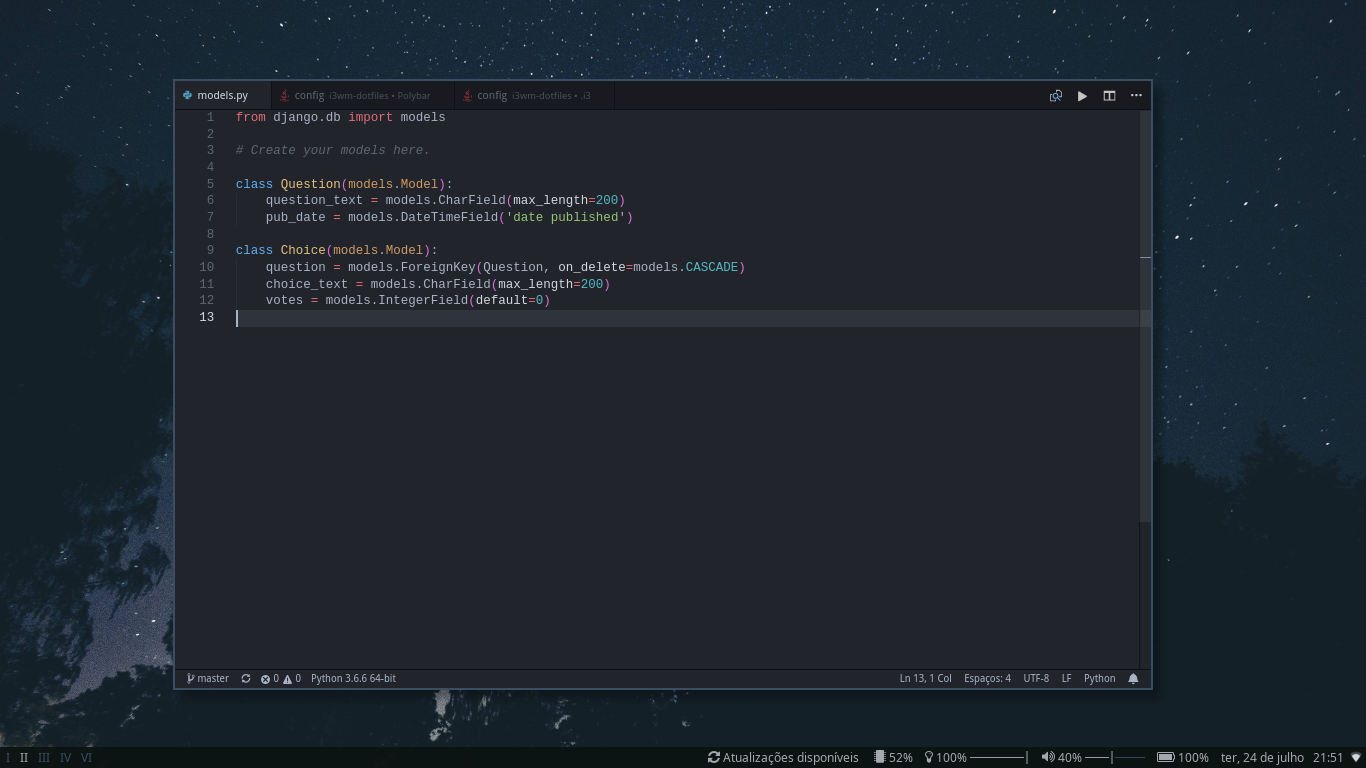 models.py config i3wm-dotfiles • Polybar config i3wm-dotfiles • .i3
1 from django.db import models
2
3 # Create your models here.
4
5 class Question(models.Model):
6 question_text = models.CharField(max_length=200)
7 pub_date = models.DateTimeField('date published')
8
9 class Choice(models.Model):
10 question = models.ForeignKey(Question, on_delete=models.CASCADE)
11 choice_text = models.CharField(max_length=200)
12 votes = models.IntegerField(default=0)
13
master 0 0 Python 3.6.6 64-bit Ln 13, 1 Col Espaços: 4 UTF-8 LF Python
I II III IV VI Atualizações disponíveis 52% 100% 40% 100% ter, 24 de julho 21:51